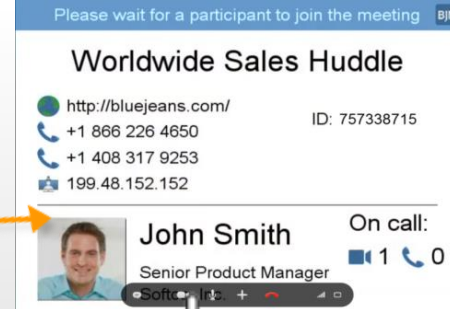 Please wait for a participant to join the meeting
Worldwide Sales Huddle
http://bluejeans.com/
+1 866 226 4650
ID: 757338715
+1 408 317 9253
199.48.152.152
John Smith
On call:
1 0
Senior Product Manager
Inc.